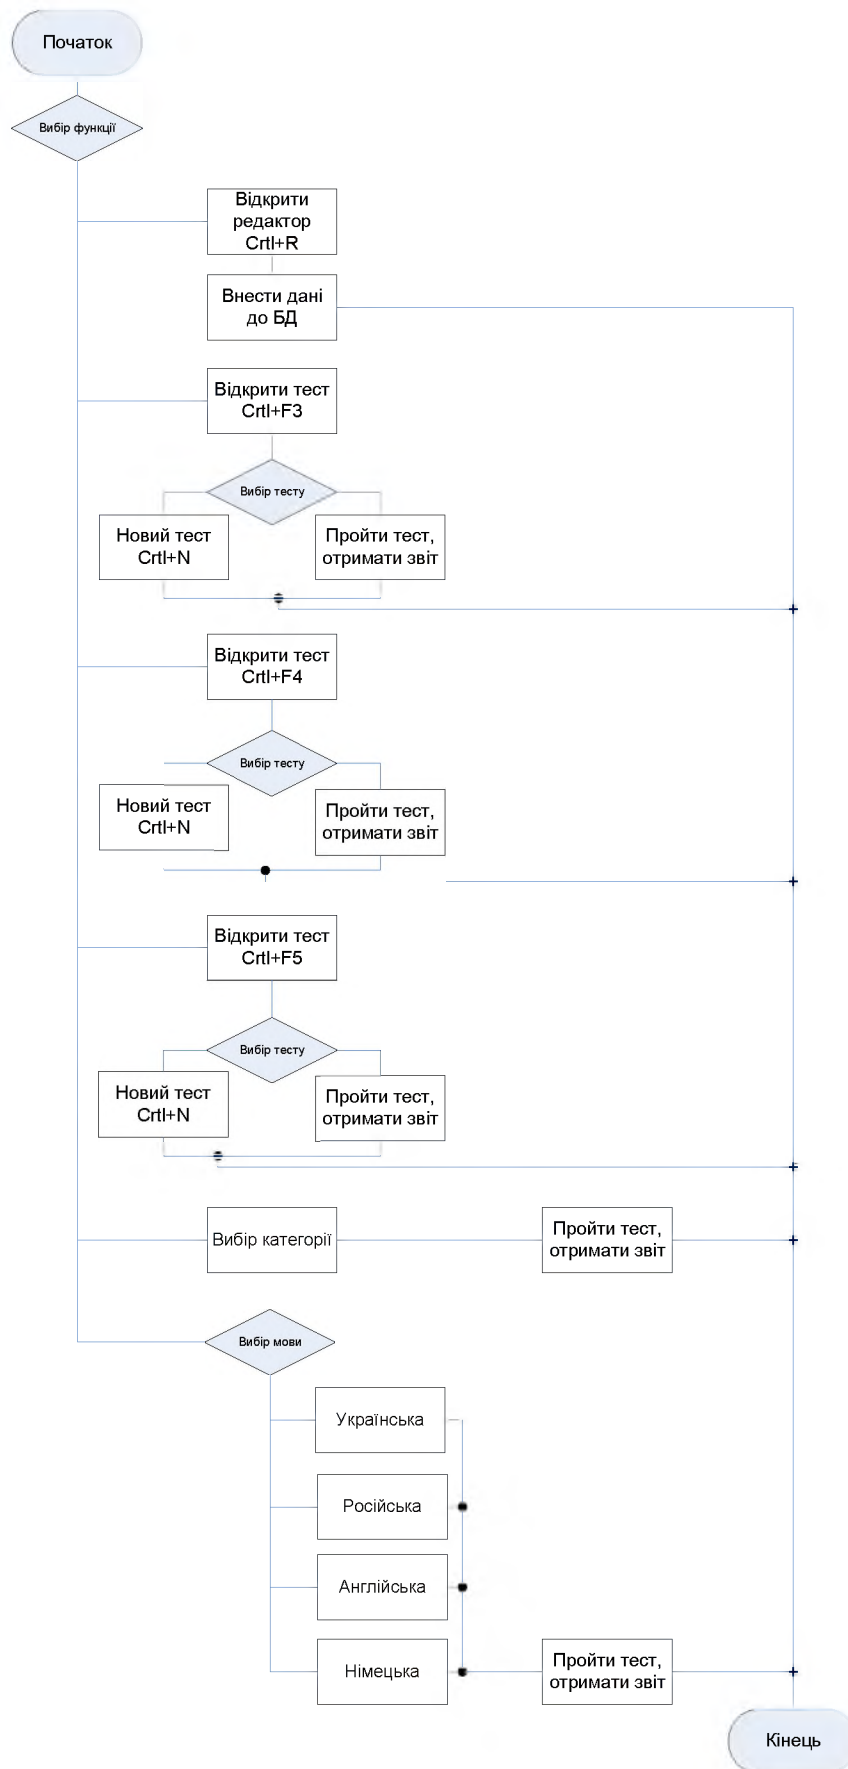 Початок
Вибір функції
Відкрити
редактор
Crtl+R
Внести дані
до БД
Відкрити тест
Crtl+F3
Вибір тесту
Новий тест
Crtl+N
Пройти тест,
отримати звіт
Відкрити тест
Crtl+F4
Вибір тесту
Новий тест
Crtl+N
Пройти тест,
отримати звіт
Відкрити тест
Crtl+F5
Вибір тесту
Новий тест
Crtl+N
Пройти тест,
отримати звіт
Вибір категорії
Пройти тест,
отримати звіт
Вибір мови
Українська
Російська
Англійська
Німецька
Пройти тест,
отримати звіт
Кінець